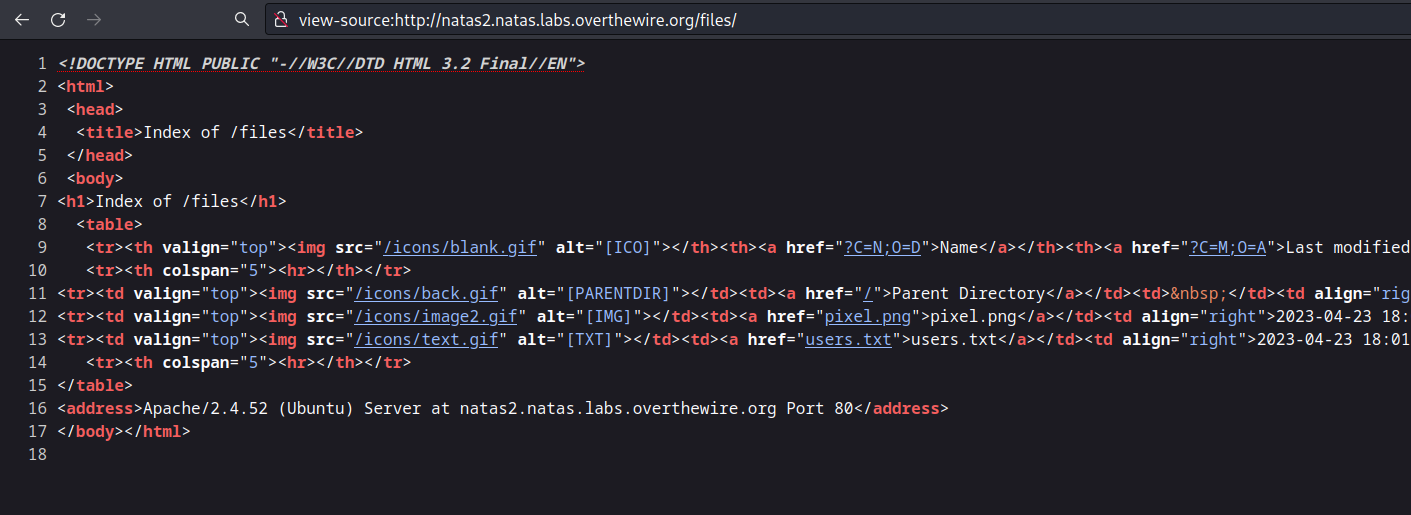 view-source:http://natas2.natas.labs.overthewire.org/files/
1 <!DOCTYPE HTML PUBLIC "-//W3C//DTD HTML 3.2 Final//EN">
2 <html>
3 <head>
4 <title>Index of /files</title>
5 </head>
6 <body>
7 <h1>Index of /files</h1>
8 <table>
9 <tr><th valign="top"><img src="/icons/blank.gif" alt="[ICO]"></th><th><a href="?C=N;O=D">Name</a></th><th><a href="?C=M;O=A">Last modified
10 <tr><th colspan="5"><hr></th></tr>
11 <tr><td valign="top"><img src="/icons/back.gif" alt="[PARENTDIR]"></td><td><a href="/">Parent Directory</a></td><td>&nbsp;</td><td align="rig
12 <tr><td valign="top"><img src="/icons/image2.gif" alt="[IMG]"></td><td><a href="pixel.png">pixel.png</a></td><td align="right">2023-04-23 18:
13 <tr><td valign="top"><img src="/icons/text.gif" alt="[TXT]"></td><td><a href="users.txt">users.txt</a></td><td align="right">2023-04-23 18:01
14 <tr><th colspan="5"><hr></th></tr>
15 </table>
16 <address>Apache/2.4.52 (Ubuntu) Server at natas2.natas.labs.overthewire.org Port 80</address>
17 </body></html>
18